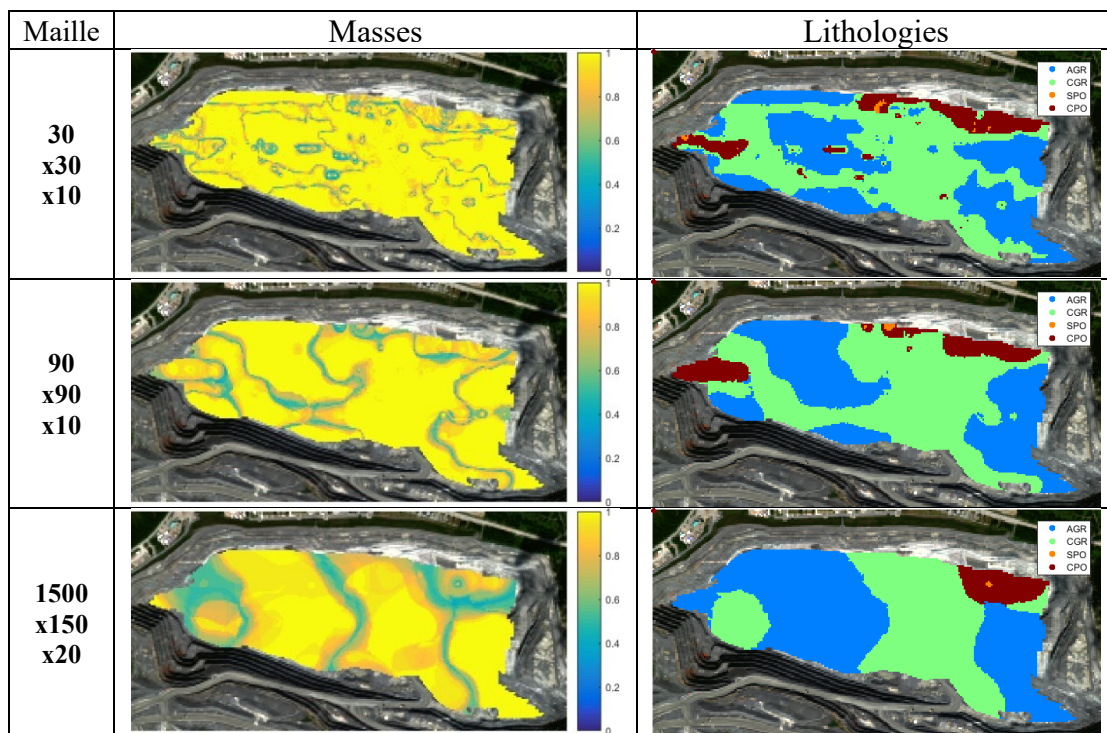 Maille Masses Lithologies
30
x30
x10
1
0.8
0.6
0.4
0.2
0
AGR
CGR
SPO
CPO
90
x90
x10
1
0.8
0.6
0.4
0.2
0
AGR
CGR
SPO
CPO
1500
x150
x20
1
0.8
0.6
0.4
0.2
0
AGR
CGR
SPO
CPO